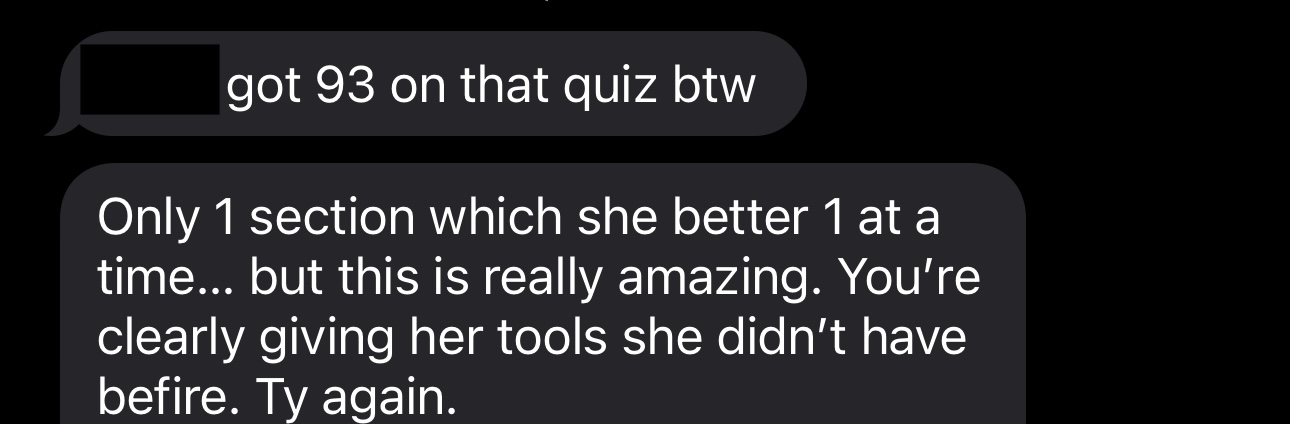 got 93 on that quiz btw
Only 1 section which she better 1 at a
time... but this is really amazing. You’re
clearly giving her tools she didn’t have
befire. Ty again.